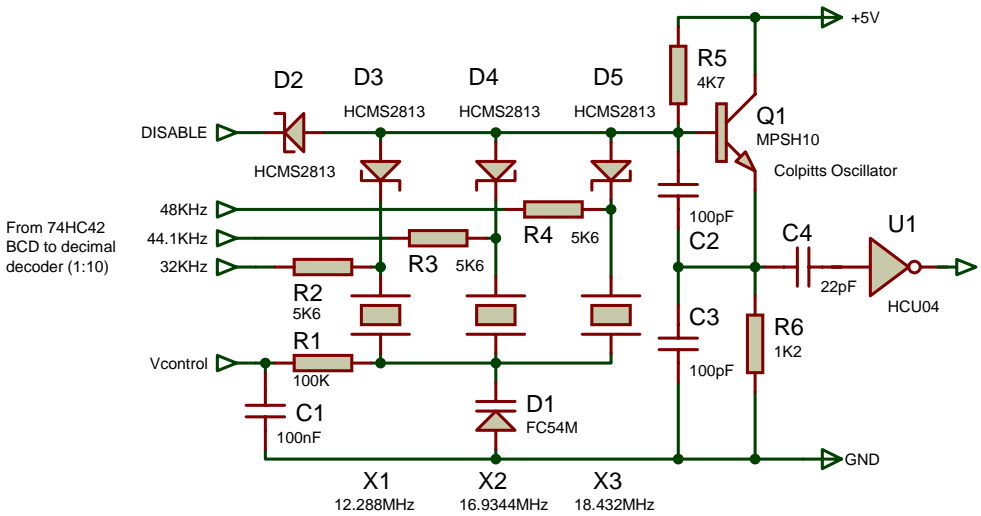 +5V
D2
D3
D4
D5
R5
4K7
HCMS2813
HCMS2813
HCMS2813
Q1
MPSH10
DISABLE
HCMS2813
Colpitts Oscillator
48KHz
100pF
From 74HC42
BCD to decimal
decoder (1:10)
44.1KHz
R4
5K6
C2
C4
U1
32KHz
R3
5K6
22pF
HCU04
R2
5K6
C3
R6
1K2
R1
Vcontrol
100K
100pF
C1
100nF
D1
FC54M
GND
X1
12.288MHz
X2
16.9344MHz
X3
18.432MHz